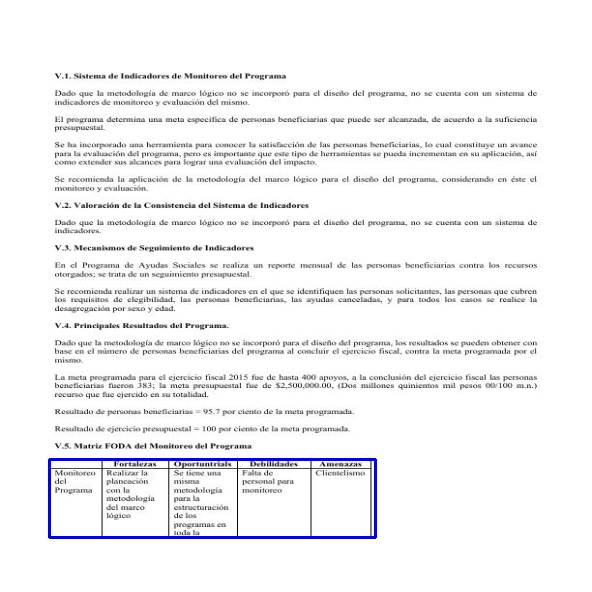 V.1. Sistema de Indicadores de Monitoreo del Programa
Dado que la metodología de marco lógico no se incorporó para el diseño del programa, no se cuenta con un sistema de
indicadores de monitoreo y evaluación del mismo.
El programa determina una meta específica de personas beneficiarias que puede ser alcanzada, de acuerdo a la suficiencia
presupuestal.
Se ha incorporado una herramienta para conocer la satisfacción de las personas beneficiarias, lo cual constituye un avance
para la evaluación del programa, pero es importante que este tipo de herramientas se pueda incrementan en su aplicación, así
como extender sus alcances para lograr una evaluación del impacto.
Se recomienda la aplicación de la metodología del marco lógico para el diseño del programa, considerando en éste el
monitoreo y evaluación.
V.2. Valoración de la Consistencia del Sistema de Indicadores
Dado que la metodología de marco lógico no se incorporó para el diseño del programa, no se cuenta con un sistema de
indicadores.
V.3. Mecanismos de Seguimiento de Indicadores
En el Programa de Ayudas Sociales se realiza un reporte mensual de las personas beneficiarias contra los recursos
otorgados; se trata de un seguimiento presupuestal.
Se recomienda realizar un sistema de indicadores en el que se identifiquen las personas solicitantes, las personas que cubren
los requisitos de elegibilidad, las personas beneficiarias, las ayudas canceladas, y para todos los casos se realice la
desagregación por sexo y edad.
V.4. Principales Resultados del Programa.
Dado que la metodología de marco lógico no se incorporó para el diseño del programa, los resultados se pueden obtener con
base en el número de personas beneficiarias del programa al concluir el ejercicio fiscal, contra la meta programada por el
mismo.
La meta programada para el ejercicio fiscal 2015 fue de hasta 400 apoyos, a la conclusión del ejercicio fiscal las personas
beneficiarias fueron 383; la meta presupuestal fue de $2,500,000.00, (Dos millones quinientos mil pesos 00/100 m.n.)
recurso que fue ejercido en su totalidad.
Resultado de personas beneficiarias = 95.7 por ciento de la meta programada.
Resultado de ejercicio presupuestal = 100 por ciento de la meta programada.
V.5. Matriz FODA del Monitoreo del Programa
Fortalezas Oportuntrials Debilidades Amenazas
Monitoreo Realizar la Se tiene una Falta de Clientelismo
del planeación misma personal para
Programa con la metodología monitoreo
metodología para la
del marco estructuración
lógico de los
programas en
toda la